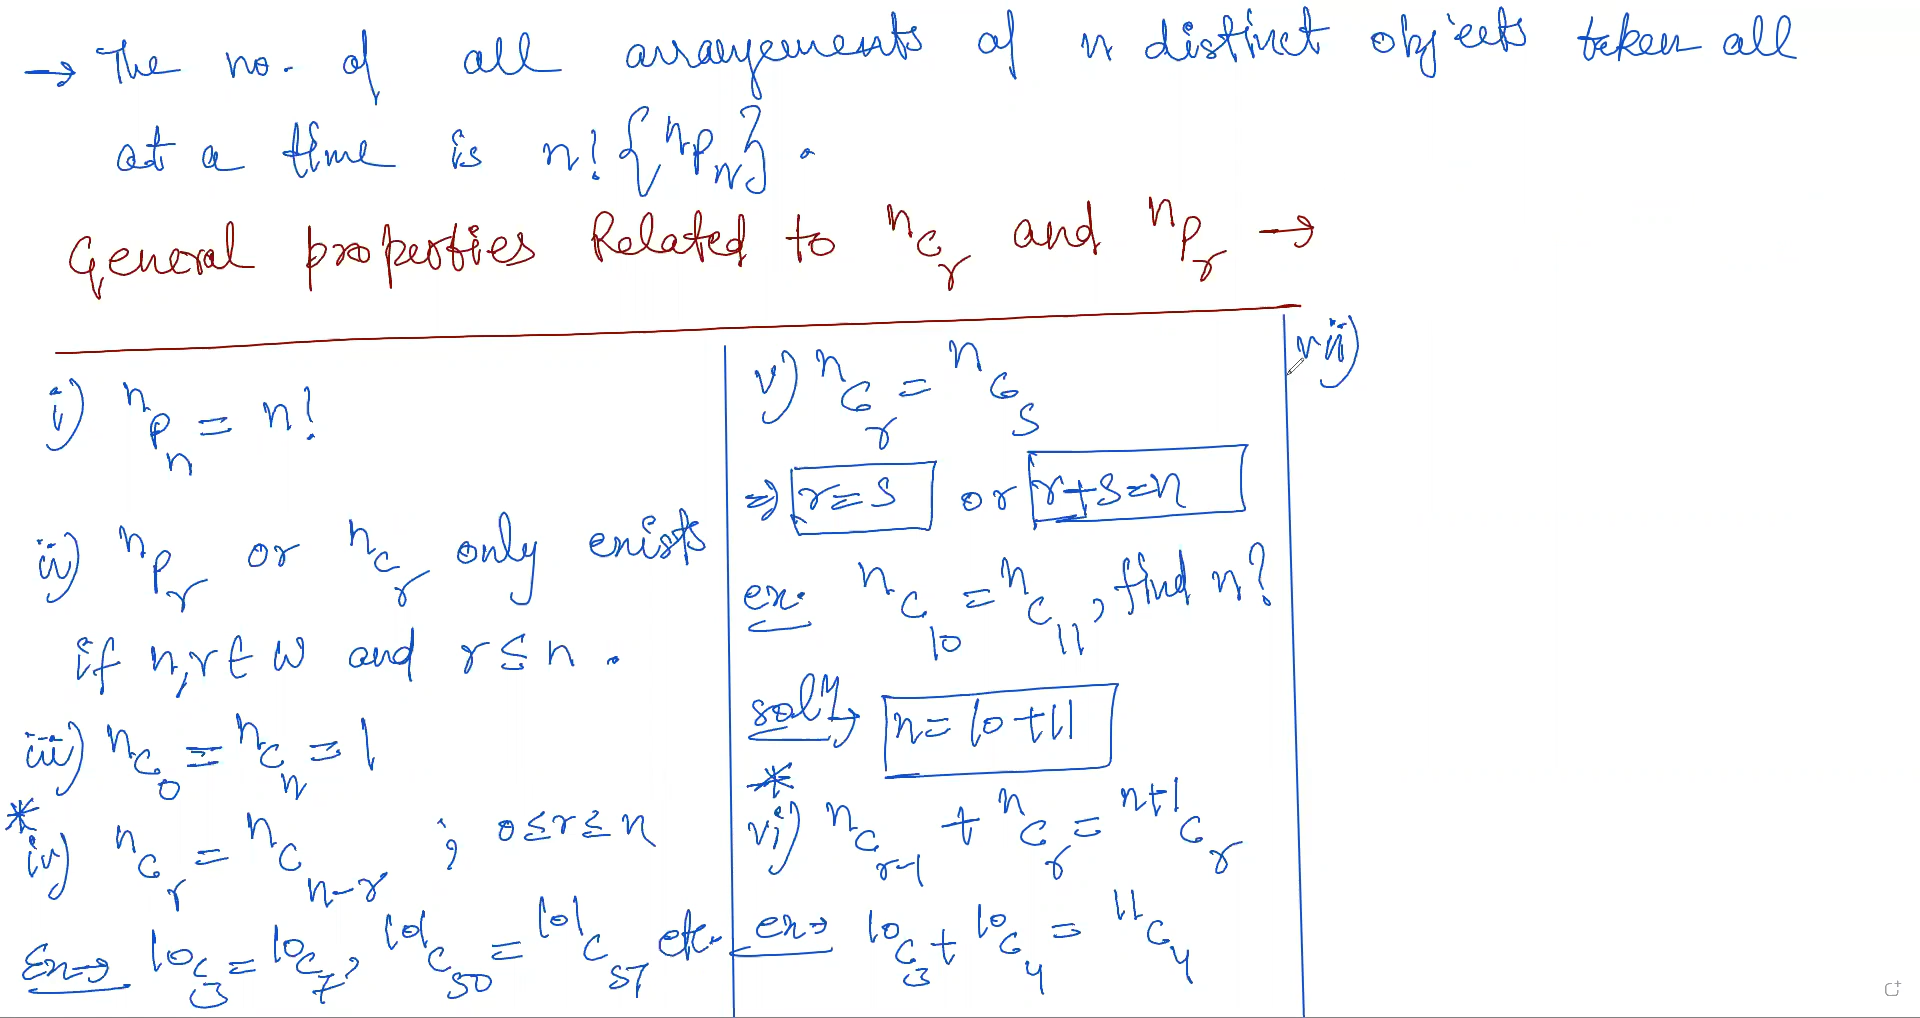 → The no. of all arrangements of n distinct objects taken all
at a time is n! {ⁿPₙ} .
General properties Related to ⁿCᵣ and ⁿPᵣ →
i) ⁿPₙ = n!
ii) ⁿPᵣ or ⁿCᵣ only exists
if n, r ∈ W and r ≤ n .
iii) ⁿC₀ = ⁿCₙ = 1
*
iv) ⁿCᵣ = ⁿCₙ₋ᵣ ; 0 ≤ r ≤ n
Ex→ ¹⁰C₃ = ¹⁰C₇, ¹⁰¹C₅₀ = ¹⁰¹C₅₁ etc.
v) ⁿCᵣ = ⁿCₛ
⇒ r = s or r+s=n
ex. ⁿC₁₀ = ⁿC₁₁, find n?
solⁿ→ n = 10 + 11
*
vi) ⁿCᵣ₋₁ + ⁿCᵣ = ⁿ⁺¹Cᵣ
ex→ ¹⁰C₃ + ¹⁰C₄ = ¹¹C₄
vii)